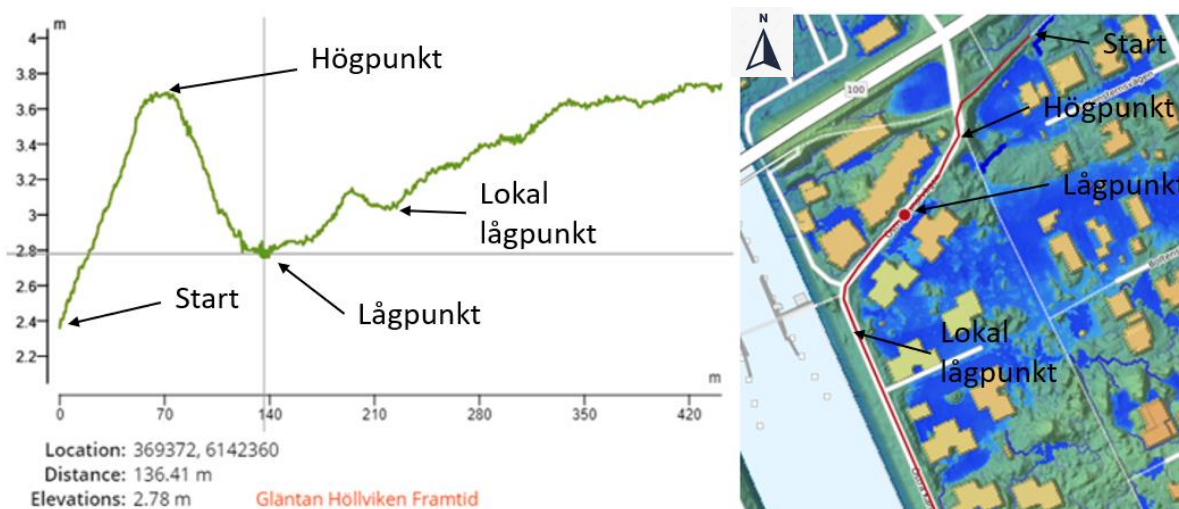 m
4
3.8
3.6
3.4
3.2
3
2.8
2.6
2.4
2.2
Högpunkt
Lokal
lågpunkt
Start
Lågpunkt
m
0 70 140 210 280 350 420
Location: 369372, 6142360
Distance: 136.41 m
Elevations: 2.78 m
Gläntan Höllviken Framtid
N
100
Start
Högpunkt
Lågpunkt
Lokal
lågpunkt